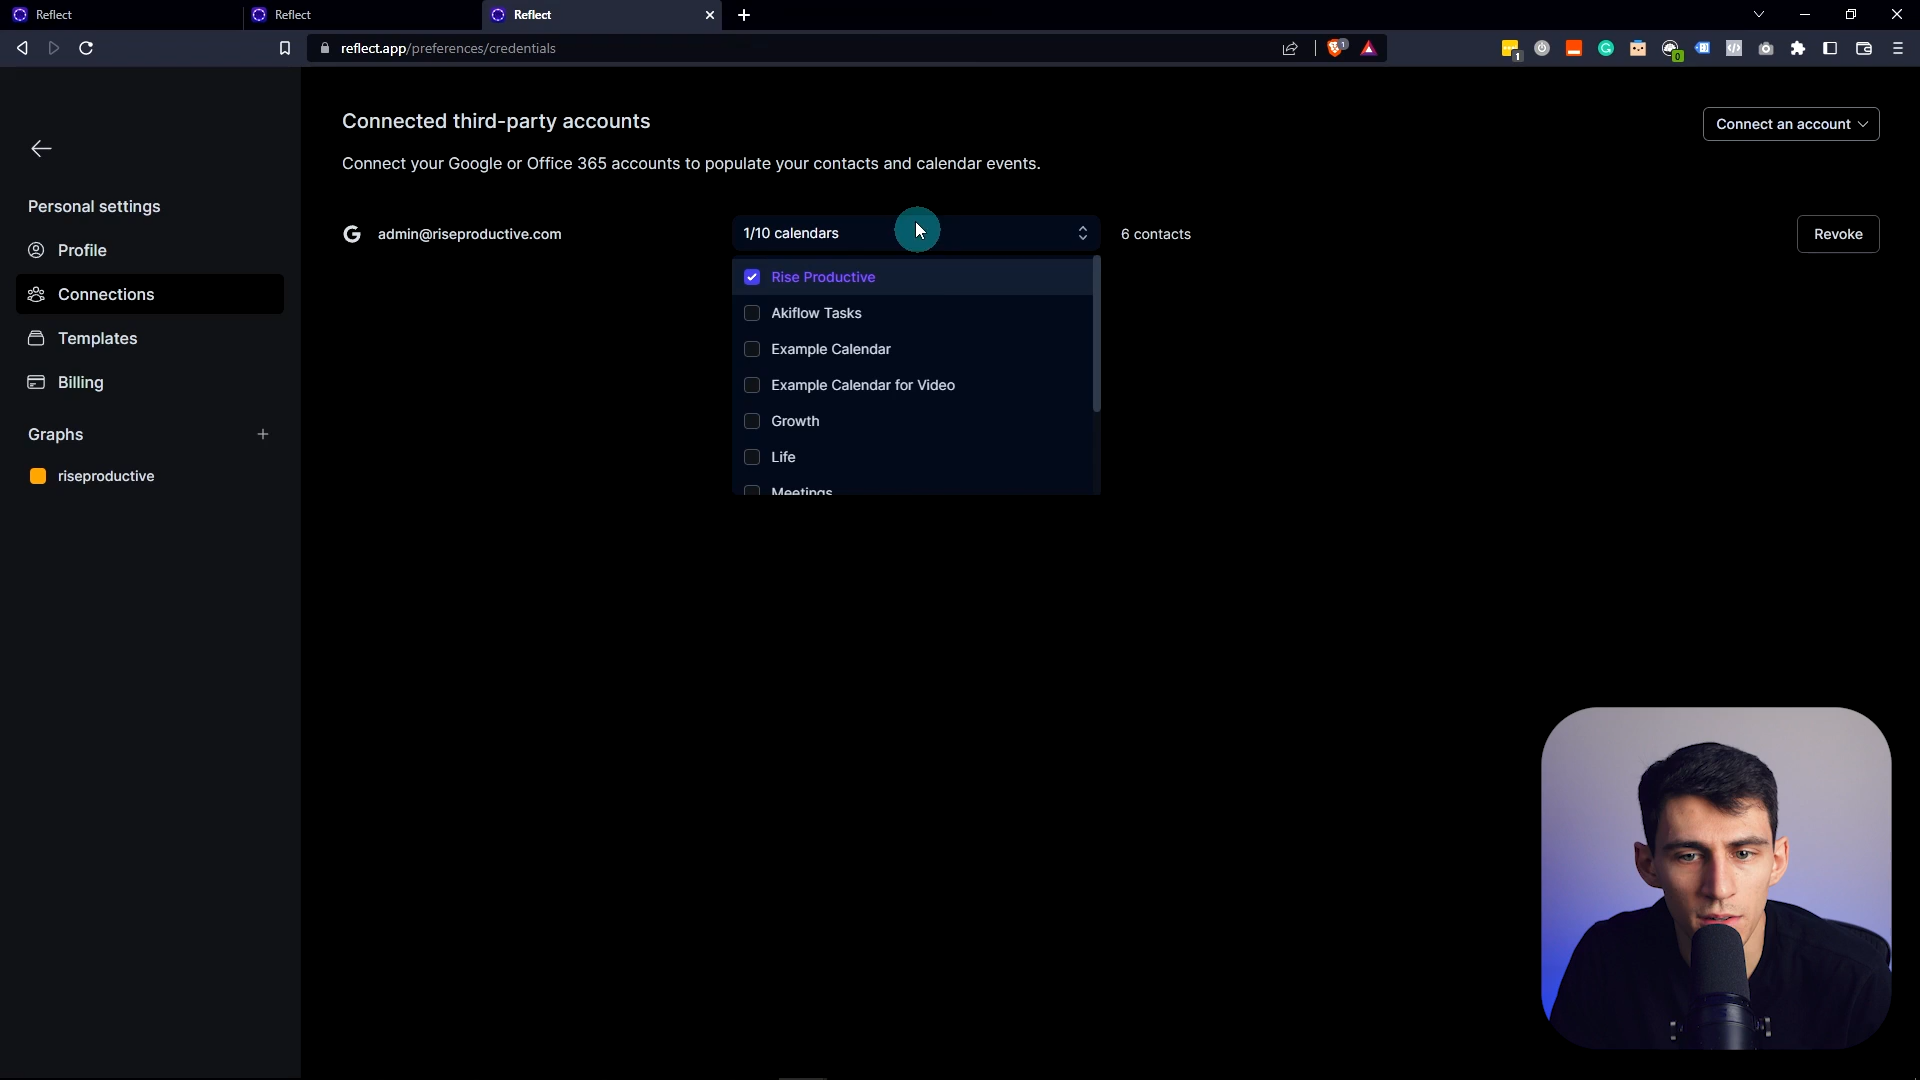 Reflect
Reflect
Reflect
reflect.app/preferences/credentials
1
1
0
Connected third-party accounts
Connect an account
Connect your Google or Office 365 accounts to populate your contacts and calendar events.
Personal settings
Profile
Connections
Templates
Billing
Graphs
riseproductive
admin@riseproductive.com
1/10 calendars
6 contacts
Revoke
Rise Productive
Akiflow Tasks
Example Calendar
Example Calendar for Video
Growth
Life
Meetings